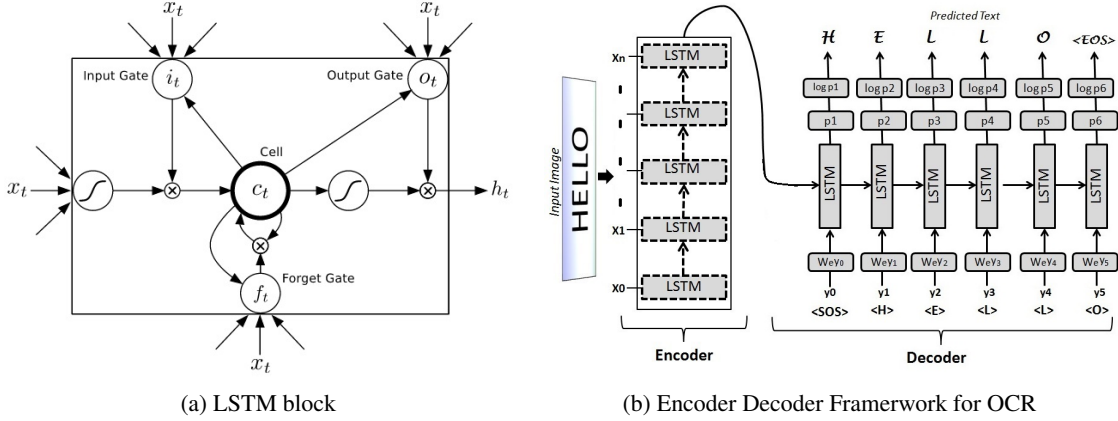 x_t
x_t
Input Gate
i_t
Output Gate
o_t
Cell
x_t
c_t
h_t
Forget Gate
f_t
x_t
(a) LSTM block
Predicted Text
H E L L O <EOS>
log p1 log p2 log p3 log p4 log p5 log p6
p1 p2 p3 p4 p5 p6
LSTM LSTM LSTM LSTM LSTM LSTM
Wey0 Wey1 Wey2 Wey3 Wey4 Wey5
y0 y1 y2 y3 y4 y5
<SOS> <H> <E> <L> <L> <O>
Decoder
Input Image
HELLO
Xn LSTM
LSTM
LSTM
X1 LSTM
X0 LSTM
Encoder
(b) Encoder Decoder Framerwork for OCR